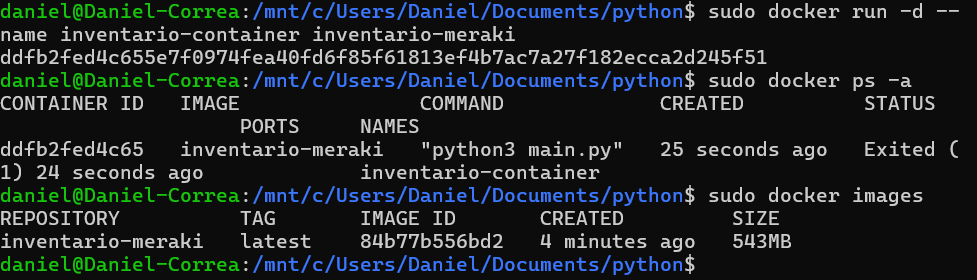 daniel@Daniel-Correa:/mnt/c/Users/Daniel/Documents/python$ sudo docker run -d --
name inventario-container inventario-meraki
ddfb2fed4c655e7f0974fea40fd6f85f61813ef4b7ac7a27f182ecca2d245f51
daniel@Daniel-Correa:/mnt/c/Users/Daniel/Documents/python$ sudo docker ps -a
CONTAINER ID   IMAGE               COMMAND             CREATED          STATUS
                    PORTS     NAMES
ddfb2fed4c65   inventario-meraki   "python3 main.py"   25 seconds ago   Exited (
1) 24 seconds ago             inventario-container
daniel@Daniel-Correa:/mnt/c/Users/Daniel/Documents/python$ sudo docker images
REPOSITORY          TAG       IMAGE ID       CREATED         SIZE
inventario-meraki   latest    84b77b556bd2   4 minutes ago   543MB
daniel@Daniel-Correa:/mnt/c/Users/Daniel/Documents/python$